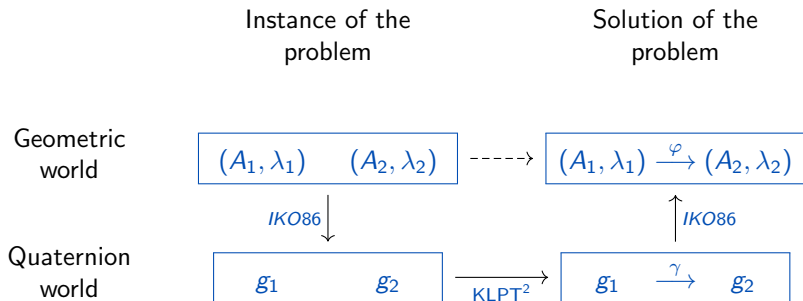 Instance of the problem
Solution of the problem
Geometric world
(A₁, λ₁) (A₂, λ₂)
(A₁, λ₁) φ (A₂, λ₂)
IKO86
IKO86
Quaternion world
g₁ g₂
KLPT²
g₁ γ g₂